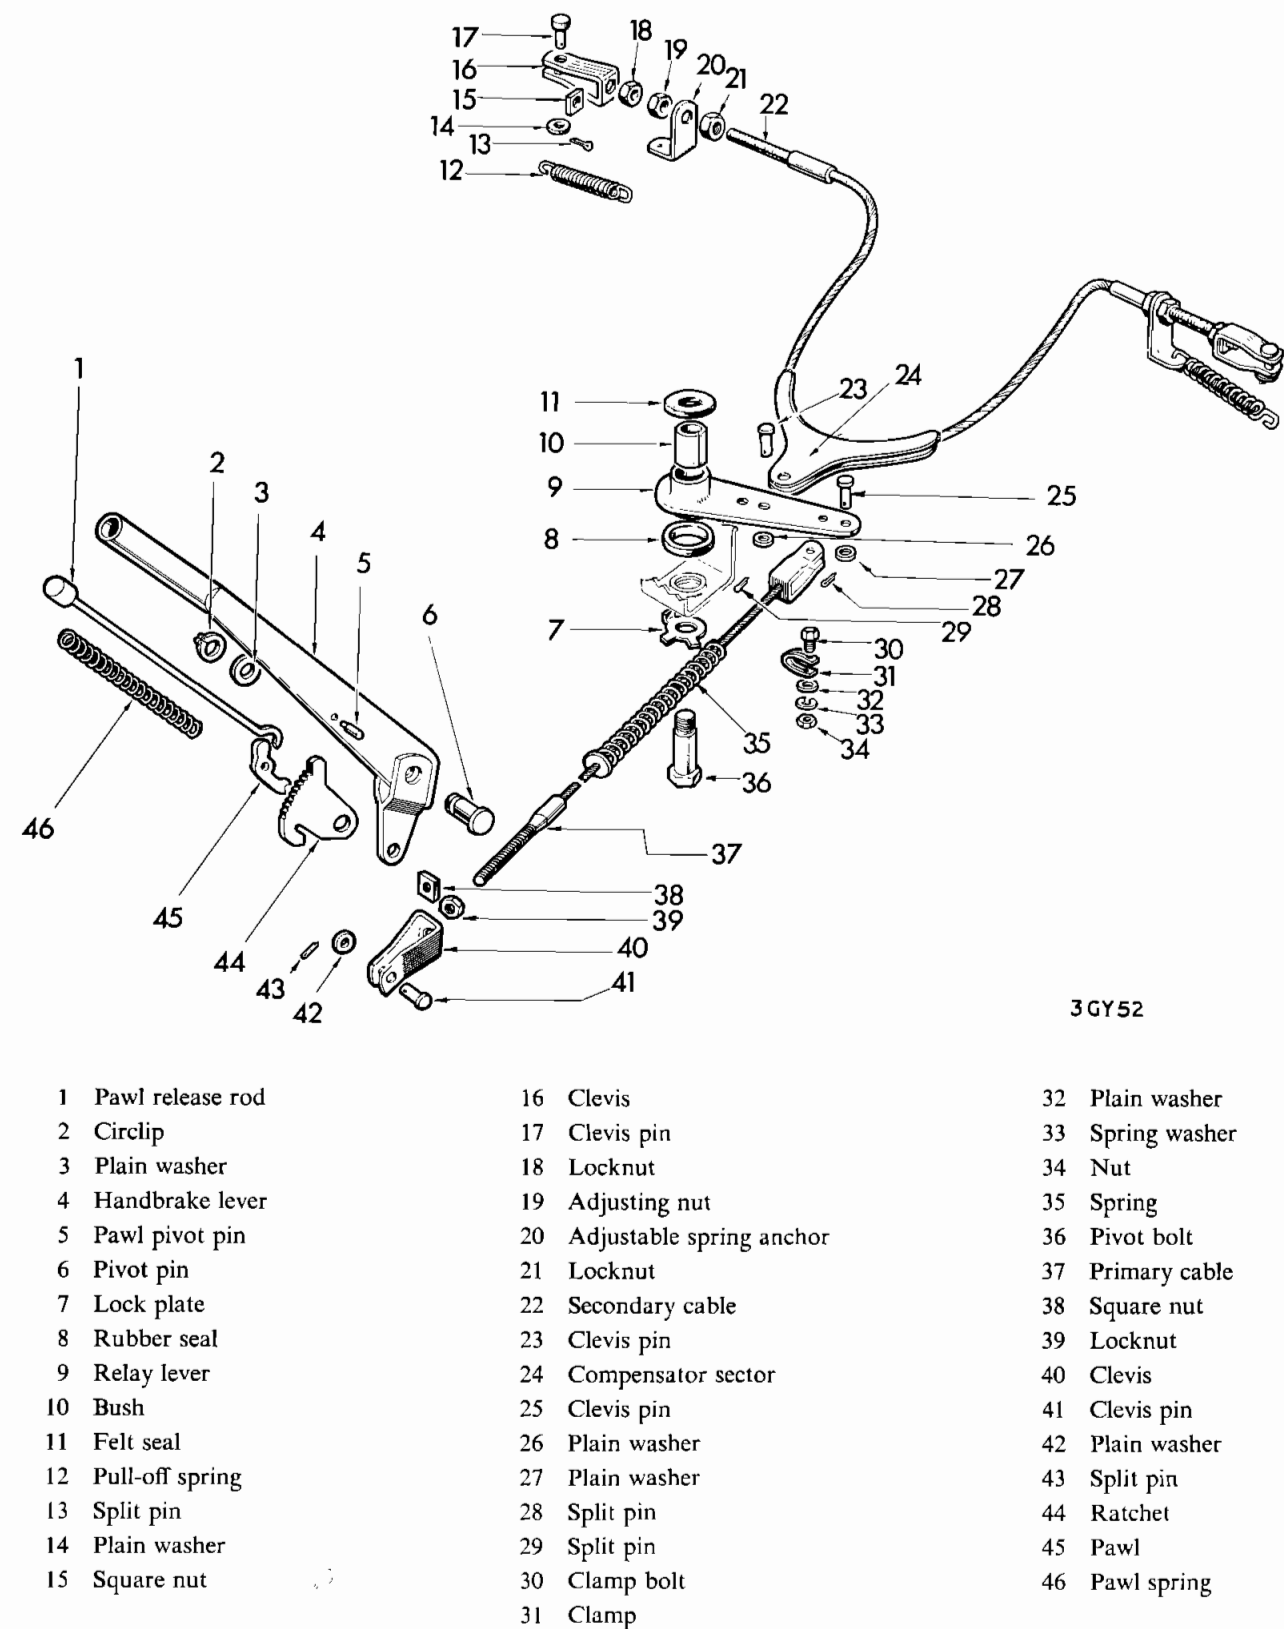 17
18
16
19
20
21
15
22
14
13
12
1
11
23
24
10
2
3
9
25
4
8
26
5
27
6
28
7
29
30
31
32
35
33
34
36
46
37
45
38
39
44
40
43
41
42
3GY52
1 Pawl release rod
2 Circlip
3 Plain washer
4 Handbrake lever
5 Pawl pivot pin
6 Pivot pin
7 Lock plate
8 Rubber seal
9 Relay lever
10 Bush
11 Felt seal
12 Pull-off spring
13 Split pin
14 Plain washer
15 Square nut
16 Clevis
17 Clevis pin
18 Locknut
19 Adjusting nut
20 Adjustable spring anchor
21 Locknut
22 Secondary cable
23 Clevis pin
24 Compensator sector
25 Clevis pin
26 Plain washer
27 Plain washer
28 Split pin
29 Split pin
30 Clamp bolt
31 Clamp
32 Plain washer
33 Spring washer
34 Nut
35 Spring
36 Pivot bolt
37 Primary cable
38 Square nut
39 Locknut
40 Clevis
41 Clevis pin
42 Plain washer
43 Split pin
44 Ratchet
45 Pawl
46 Pawl spring